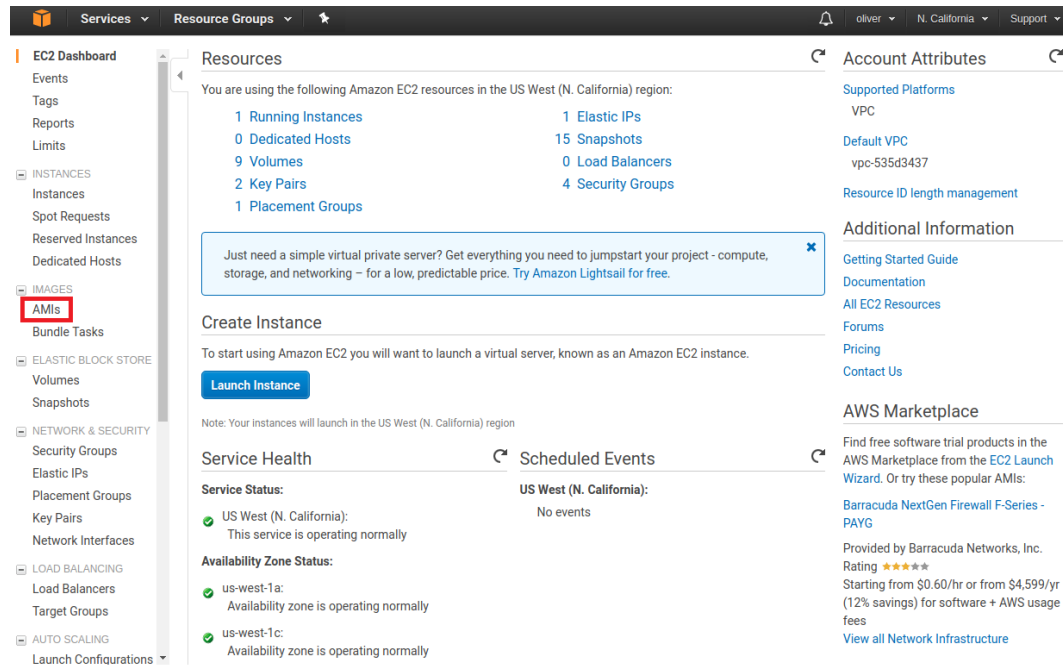 Services Resource Groups oliver N. California Support
EC2 Dashboard
Events
Tags
Reports
Limits
INSTANCES
Instances
Spot Requests
Reserved Instances
Dedicated Hosts
IMAGES
AMIs
Bundle Tasks
ELASTIC BLOCK STORE
Volumes
Snapshots
NETWORK & SECURITY
Security Groups
Elastic IPs
Placement Groups
Key Pairs
Network Interfaces
LOAD BALANCING
Load Balancers
Target Groups
AUTO SCALING
Launch Configurations
Resources
You are using the following Amazon EC2 resources in the US West (N. California) region:
1 Running Instances
0 Dedicated Hosts
9 Volumes
2 Key Pairs
1 Placement Groups
1 Elastic IPs
15 Snapshots
0 Load Balancers
4 Security Groups
Just need a simple virtual private server? Get everything you need to jumpstart your project - compute,
storage, and networking – for a low, predictable price. Try Amazon Lightsail for free.
Create Instance
To start using Amazon EC2 you will want to launch a virtual server, known as an Amazon EC2 instance.
Launch Instance
Note: Your instances will launch in the US West (N. California) region
Service Health
Service Status:
US West (N. California):
This service is operating normally
Availability Zone Status:
us-west-1a:
Availability zone is operating normally
us-west-1c:
Availability zone is operating normally
Scheduled Events
US West (N. California):
No events
Account Attributes
Supported Platforms
VPC
Default VPC
vpc-535d3437
Resource ID length management
Additional Information
Getting Started Guide
Documentation
All EC2 Resources
Forums
Pricing
Contact Us
AWS Marketplace
Find free software trial products in the
AWS Marketplace from the EC2 Launch
Wizard. Or try these popular AMIs:
Barracuda NextGen Firewall F-Series -
PAYG
Provided by Barracuda Networks, Inc.
Rating
Starting from $0.60/hr or from $4,599/yr
(12% savings) for software + AWS usage
fees
View all Network Infrastructure